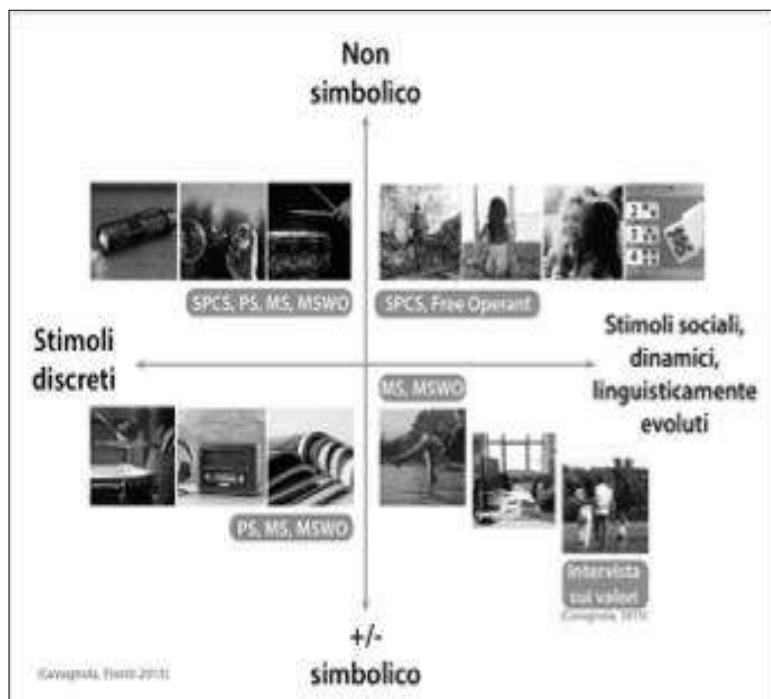 Non
simbolico
SPCS, PS, MS, MSWO
SPCS, Free Operant
Stimoli
discreti
Stimoli sociali,
dinamici,
linguisticamente
evoluti
MS, MSWO
PS, MS, MSWO
Intervista
sui valori
+/-
simbolico